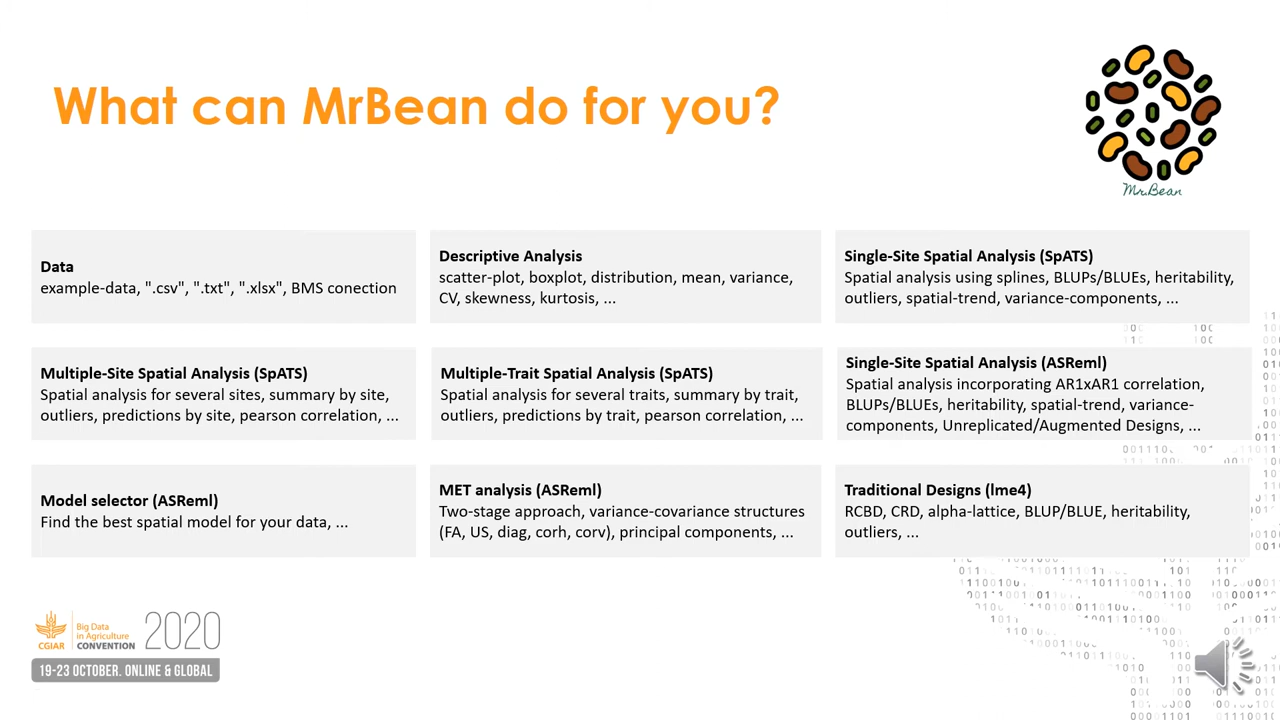 What can MrBean do for you?
Mr.Bean
Data
example-data, ".csv", ".txt", ".xlsx", BMS conection
Descriptive Analysis
scatter-plot, boxplot, distribution, mean, variance,
CV, skewness, kurtosis, ...
Single-Site Spatial Analysis (SpATS)
Spatial analysis using splines, BLUPs/BLUEs, heritability,
outliers, spatial-trend, variance-components, ...
Multiple-Site Spatial Analysis (SpATS)
Spatial analysis for several sites, summary by site,
outliers, predictions by site, pearson correlation, ...
Multiple-Trait Spatial Analysis (SpATS)
Spatial analysis for several traits, summary by trait,
outliers, predictions by trait, pearson correlation, ...
Single-Site Spatial Analysis (ASReml)
Spatial analysis incorporating AR1xAR1 correlation,
BLUPs/BLUEs, heritability, spatial-trend, variance-
components, Unreplicated/Augmented Designs, ...
Model selector (ASReml)
Find the best spatial model for your data, ...
MET analysis (ASReml)
Two-stage approach, variance-covariance structures
(FA, US, diag, corh, corv), principal components, ...
Traditional Designs (lme4)
RCBD, CRD, alpha-lattice, BLUP/BLUE, heritability,
outliers, ...
CGIAR
Big Data
in Agriculture
CONVENTION
2020
19-23 OCTOBER. ONLINE & GLOBAL